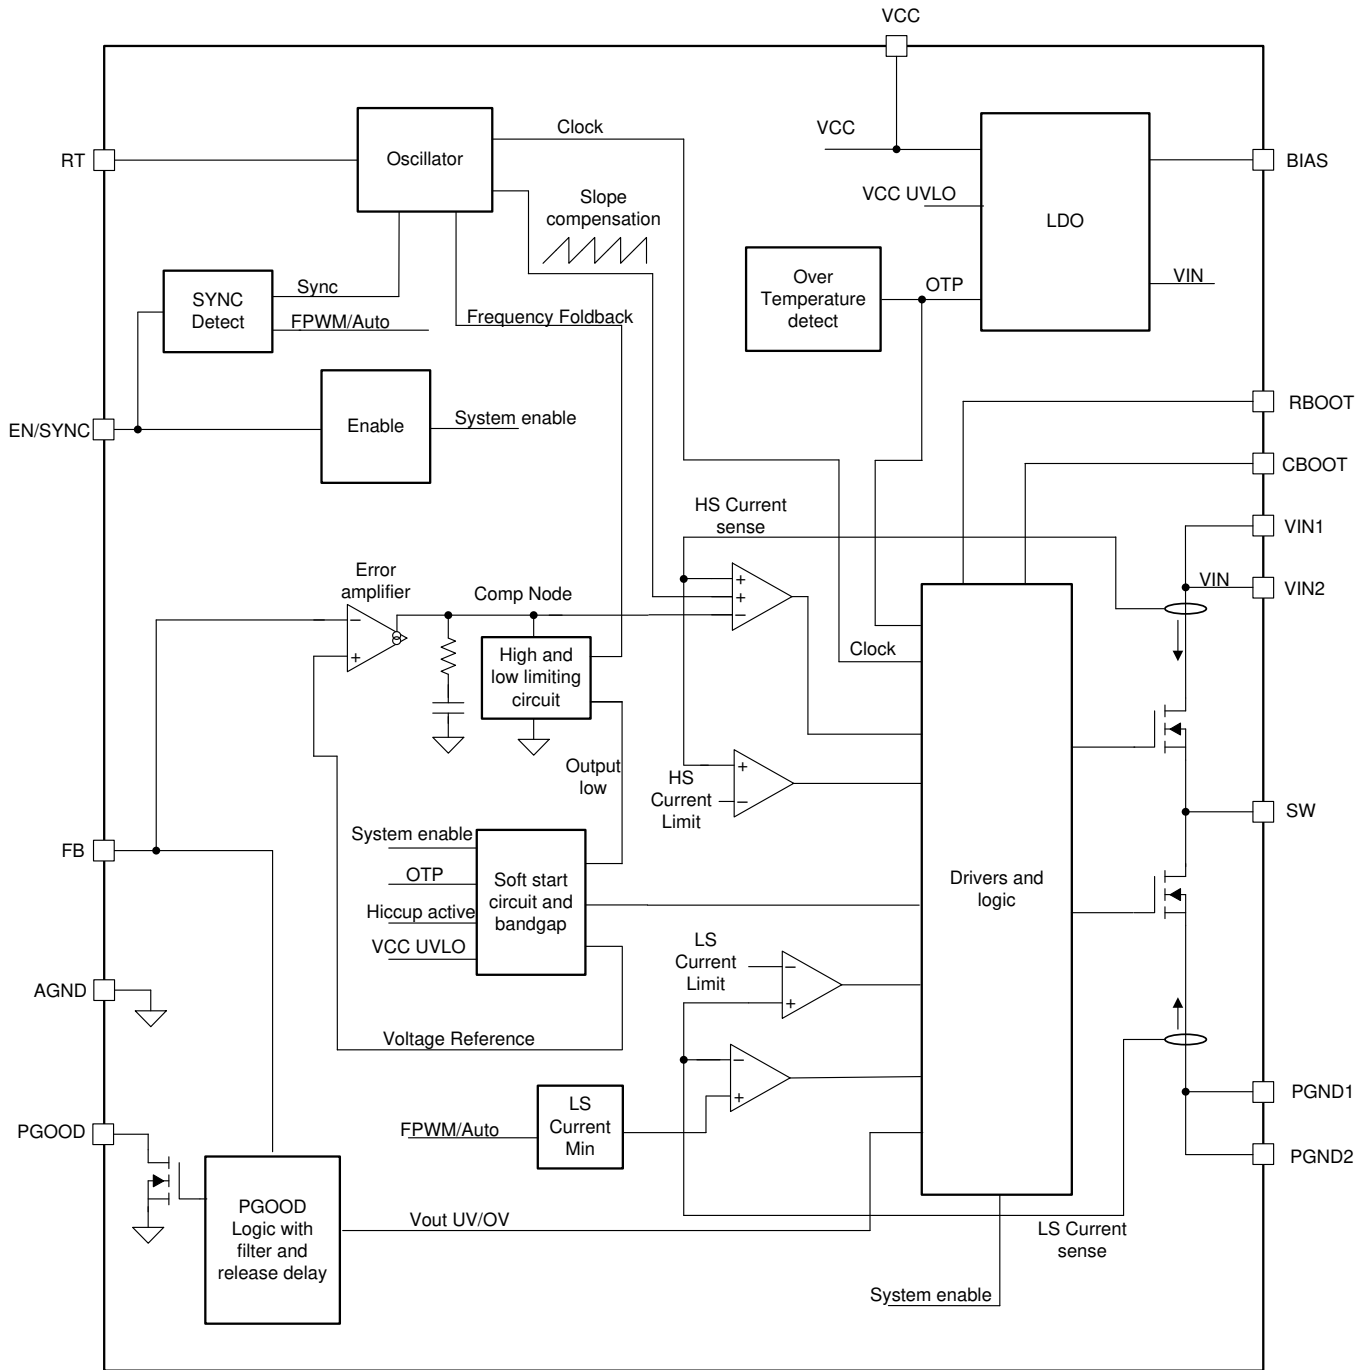 VCC
RT
Oscillator
Clock
VCC
LDO
BIAS
Slope
compensation
VCC UVLO
SYNC
Detect
Sync
FPWM/Auto
Frequency Foldback
Over
Temperature
detect
OTP
VIN
EN/SYNC
Enable
System enable
RBOOT
CBOOT
HS Current
sense
VIN1
VIN
VIN2
Error
amplifier
Comp Node
−
+
+
+
−
High and
low limiting
circuit
Clock
Output
low
HS
Current
Limit
+
−
SW
FB
System enable
OTP
Hiccup active
VCC UVLO
Soft start
circuit and
bandgap
Drivers and
logic
LS
Current
Limit
−
+
AGND
Voltage Reference
−
+
PGOOD
FPWM/Auto
LS
Current
Min
PGND1
PGND2
PGOOD
Logic with
filter and
release delay
Vout UV/OV
LS Current
sense
System enable